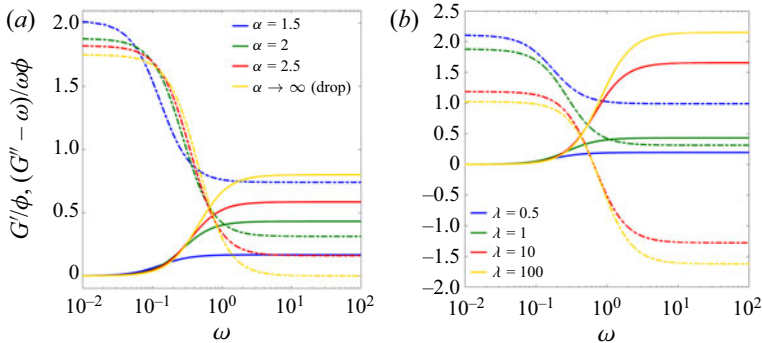 (a)
(b)
2.0
1.5
1.0
0.5
0
α = 1.5
α = 2
α = 2.5
α → ∞ (drop)
G′/ϕ, (G″ – ω)/ωϕ
10⁻² 10⁻¹ 10⁰ 10¹ 10²
ω
2.5
2.0
1.5
1.0
0.5
0
−0.5
−1.0
−1.5
−2.0
λ = 0.5
λ = 1
λ = 10
λ = 100
10⁻² 10⁻¹ 10⁰ 10¹ 10²
ω